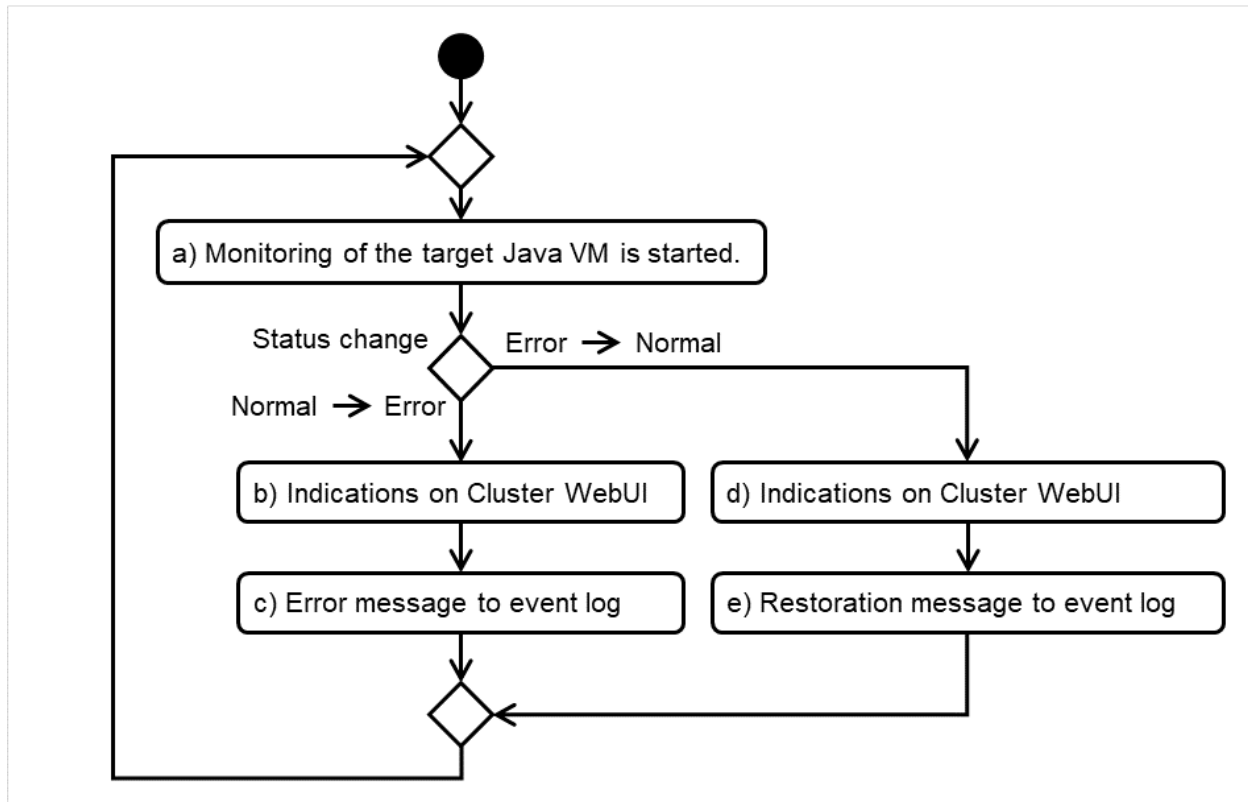 a) Monitoring of the target Java VM is started.
Status change
Error → Normal
Normal → Error
b) Indications on Cluster WebUI
d) Indications on Cluster WebUI
c) Error message to event log
e) Restoration message to event log